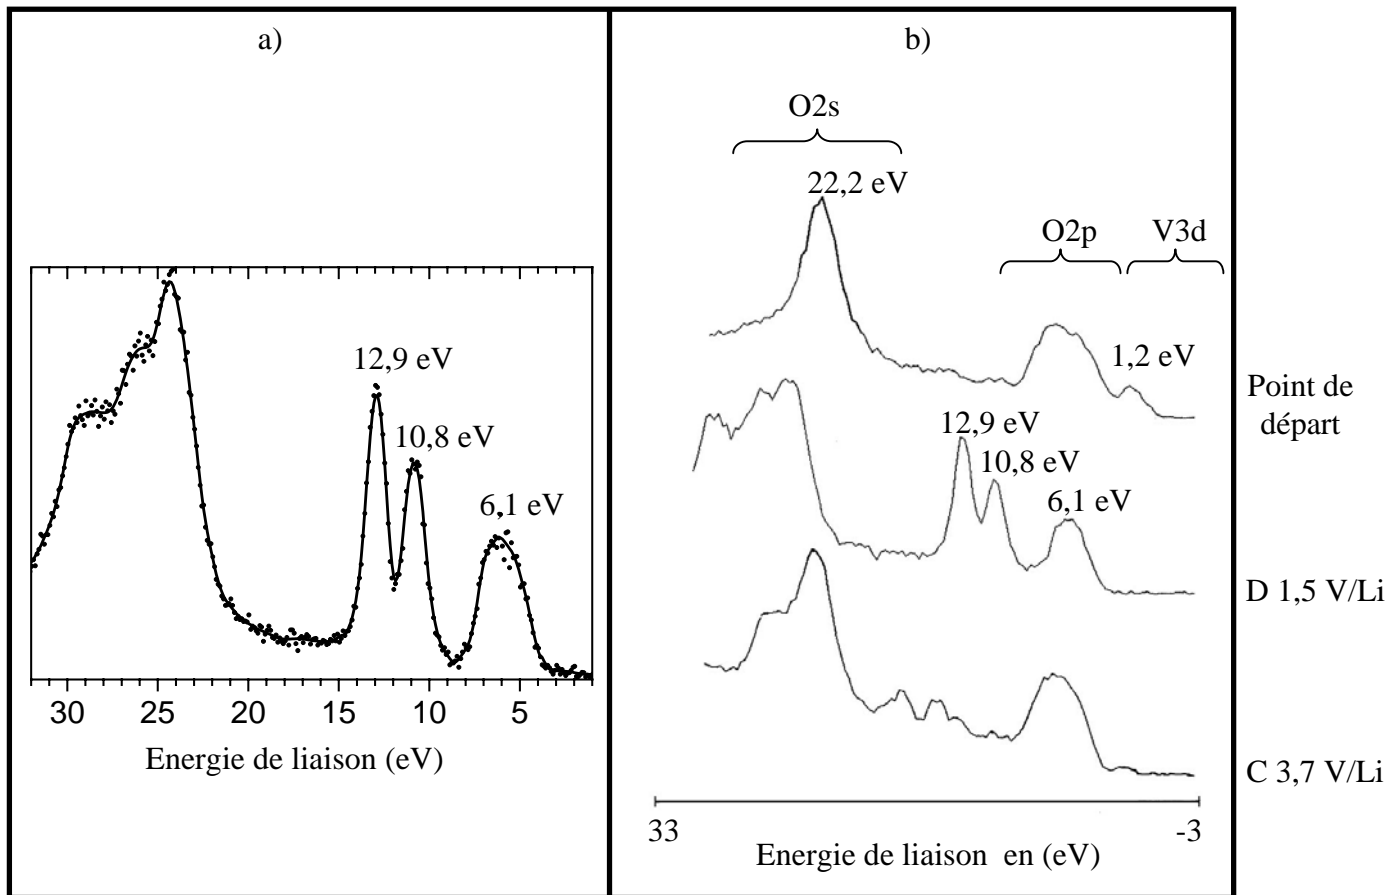 a)
12,9 eV
10,8 eV
6,1 eV
30 25 20 15 10 5
Energie de liaison (eV)
b)
O2s
22,2 eV
O2p V3d
1,2 eV
Point de
départ
12,9 eV
10,8 eV
6,1 eV
D 1,5 V/Li
C 3,7 V/Li
33 -3
Energie de liaison en (eV)